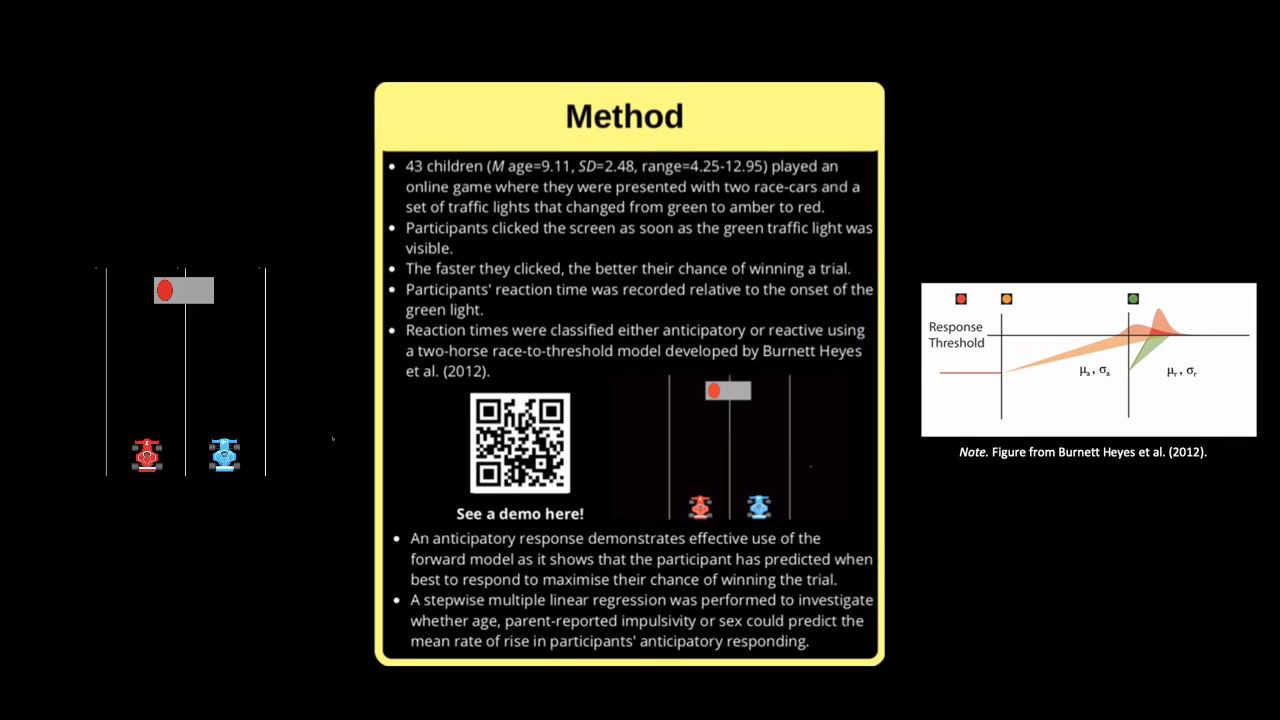 Method
• 43 children (M age=9.11, SD=2.48, range=4.25-12.95) played an
online game where they were presented with two race-cars and a
set of traffic lights that changed from green to amber to red.
• Participants clicked the screen as soon as the green traffic light was
visible.
• The faster they clicked, the better their chance of winning a trial.
• Participants' reaction time was recorded relative to the onset of the
green light.
• Reaction times were classified either anticipatory or reactive using
a two-horse race-to-threshold model developed by Burnett Heyes
et al. (2012).
See a demo here!
• An anticipatory response demonstrates effective use of the
forward model as it shows that the participant has predicted when
best to respond to maximise their chance of winning the trial.
• A stepwise multiple linear regression was performed to investigate
whether age, parent-reported impulsivity or sex could predict the
mean rate of rise in participants' anticipatory responding.
Response
Threshold
μa, σa
μr, σr
Note. Figure from Burnett Heyes et al. (2012).